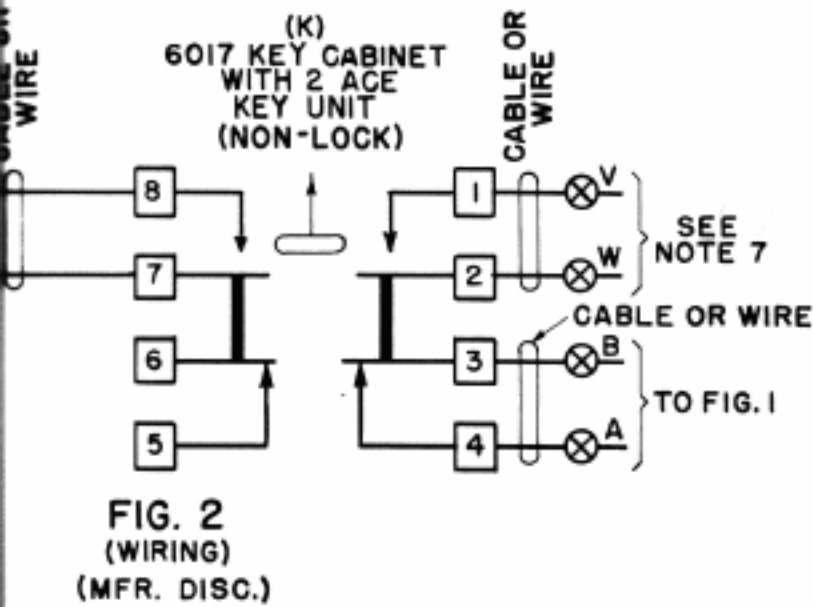 (K)
6017 KEY CABINET
WITH 2 ACE
KEY UNIT
(NON-LOCK)
WIRE
CABLE OR
WIRE
8
7
6
5
1
2
3
4
V
W
SEE
NOTE 7
CABLE OR WIRE
B
A
TO FIG. 1
FIG. 2
(WIRING)
(MFR. DISC.)